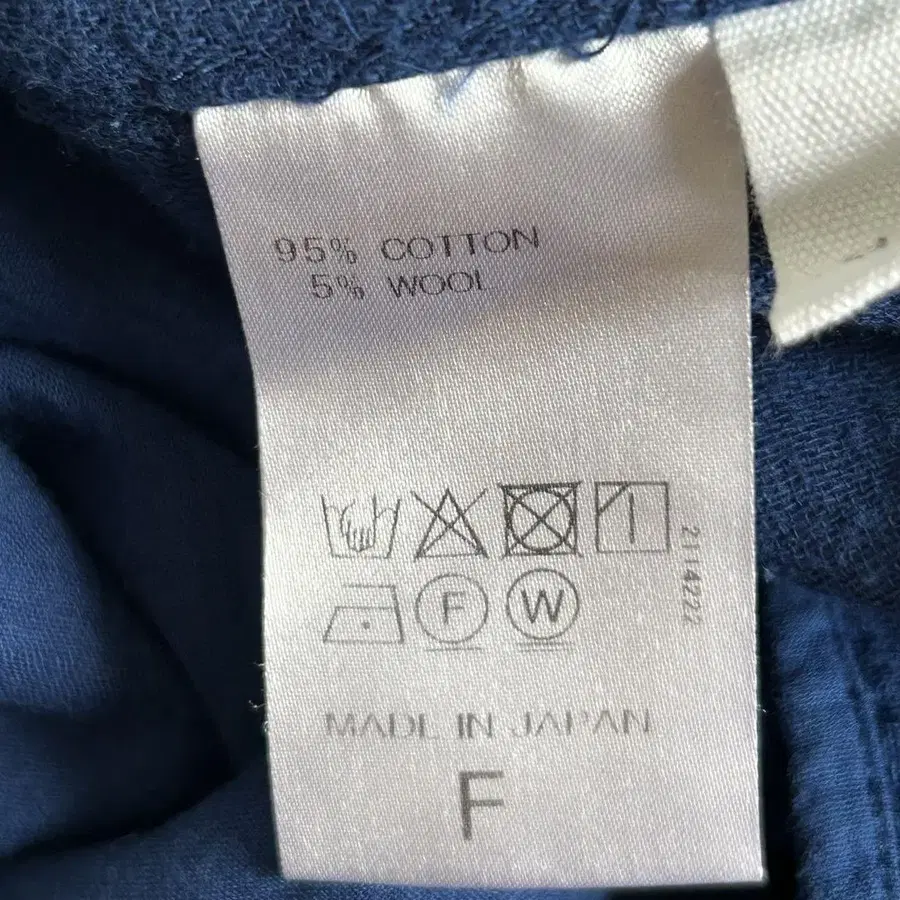 95% COTTON
5% WOOL
F W
2114222
MADE IN JAPAN
F